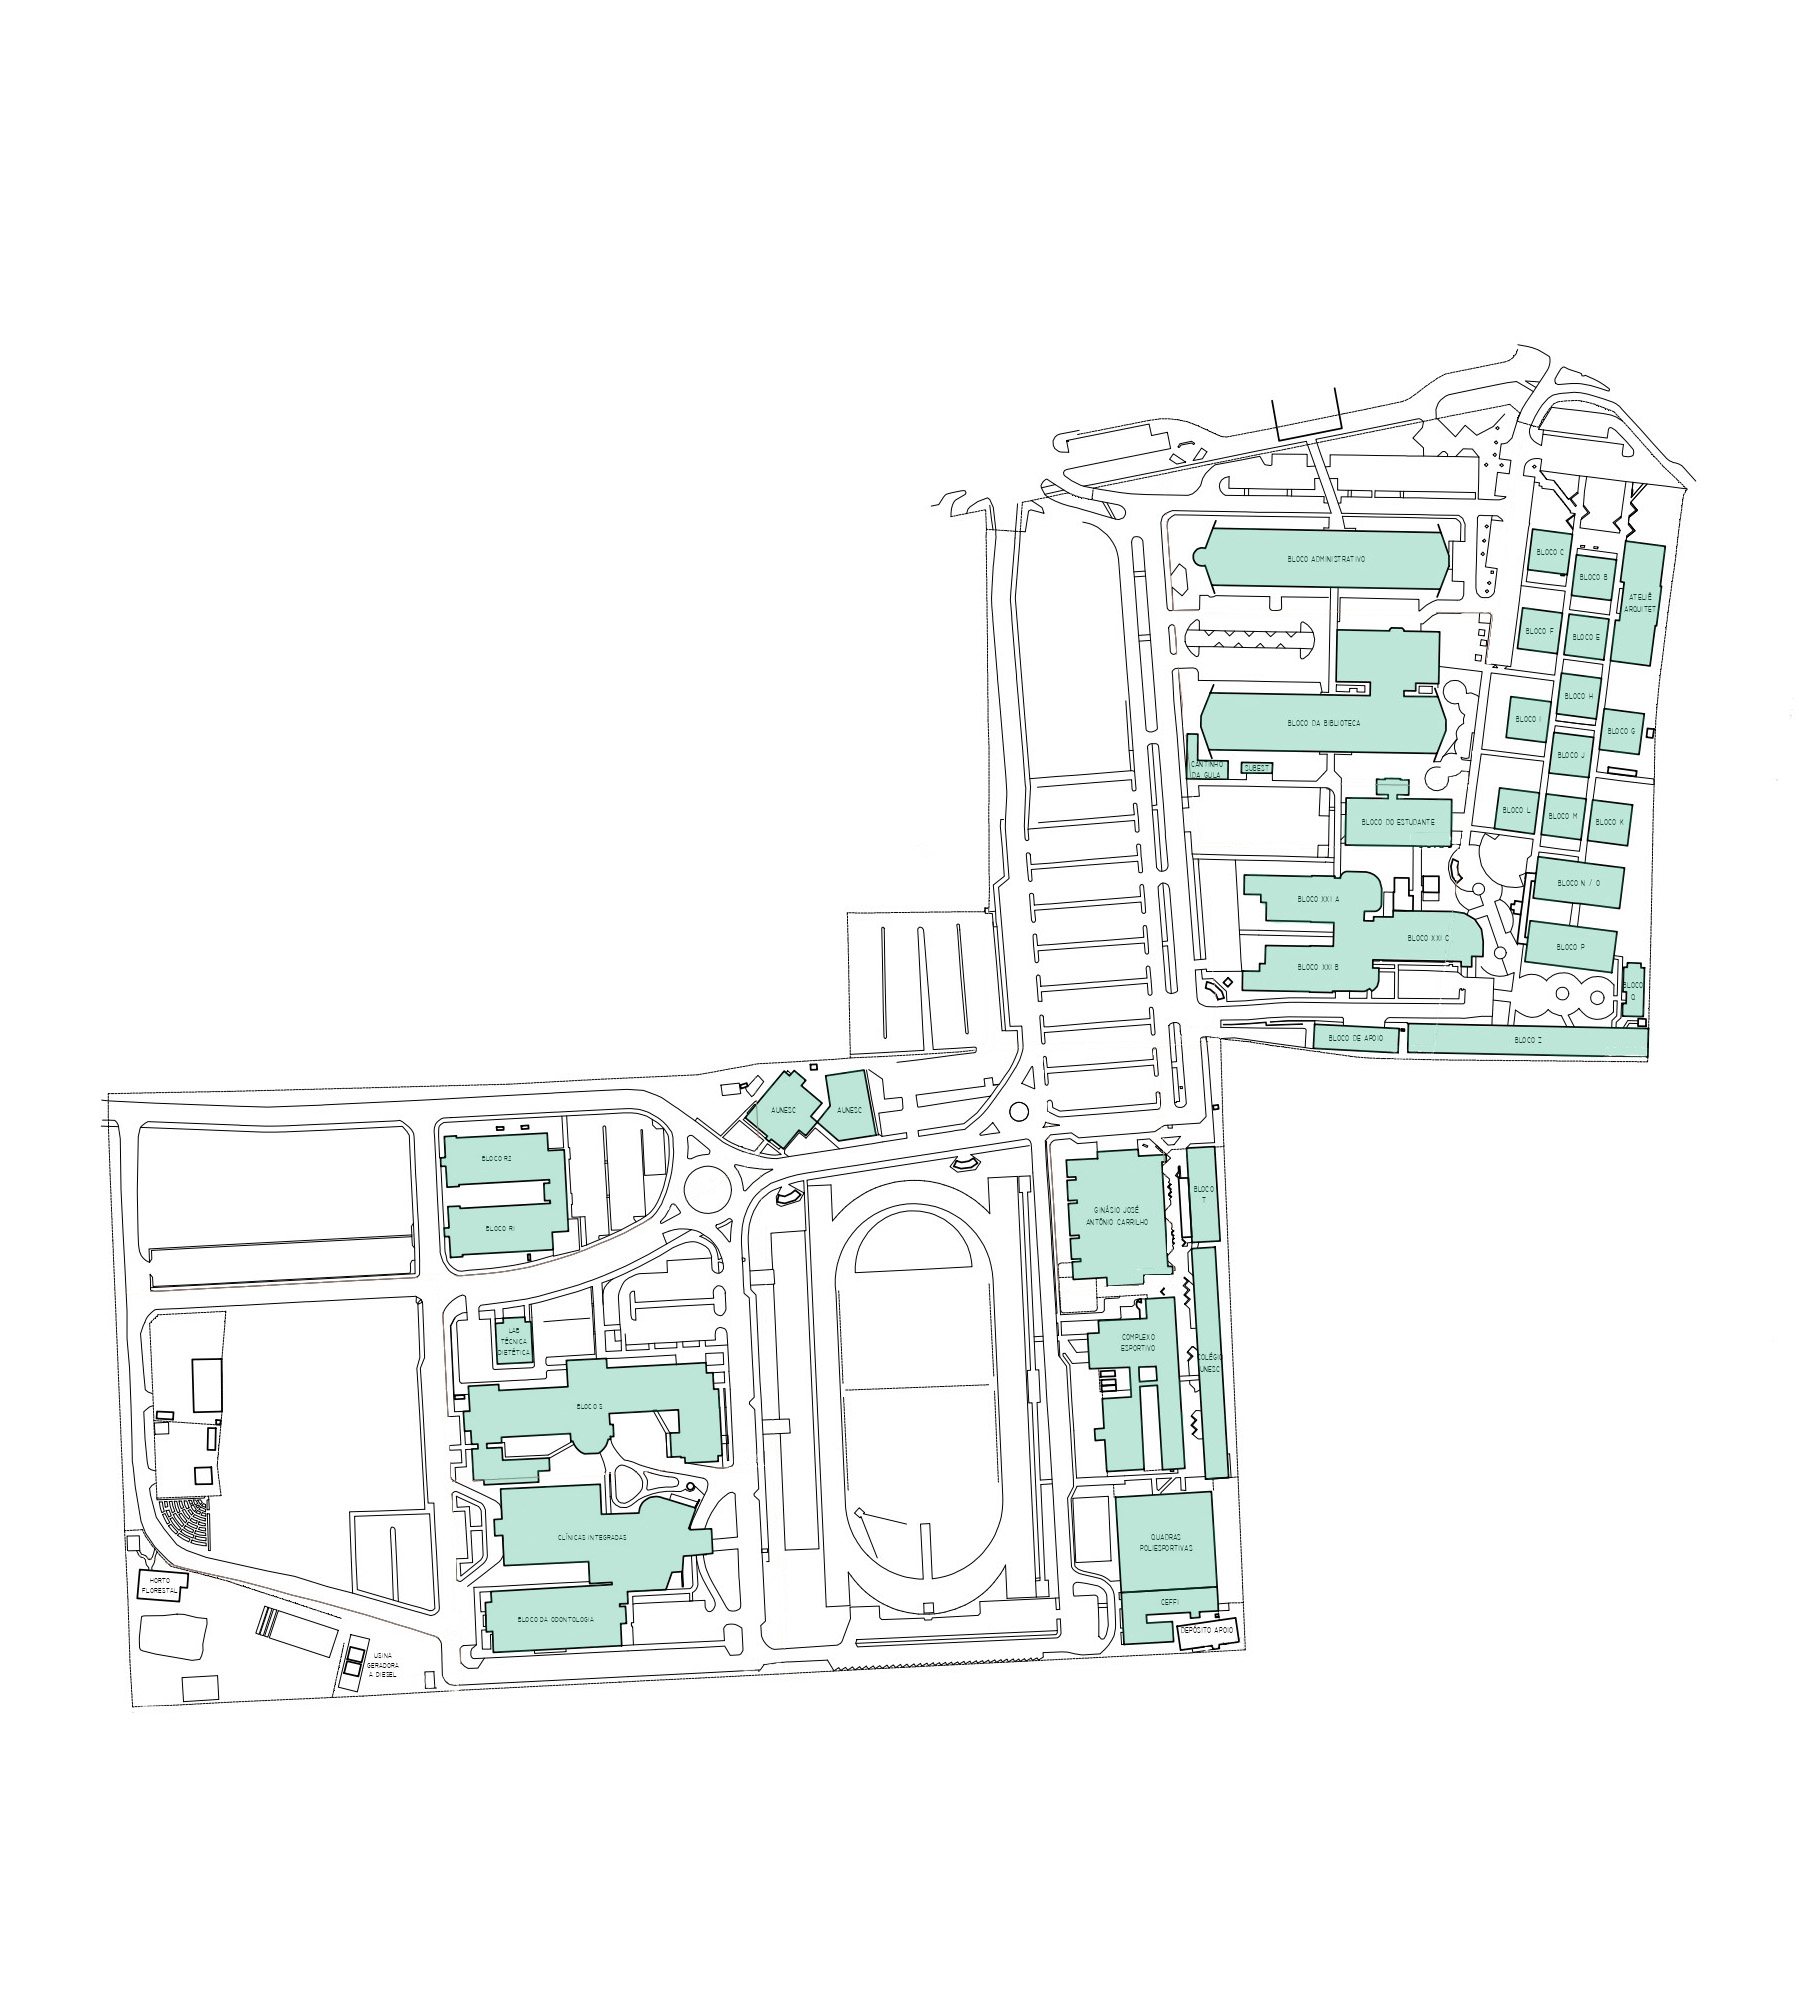 BLOCO ADMINISTRATIVO
BLOCO C
BLOCO B
ATELIÊ
ARQUITET
BLOCO F
BLOCO E
BLOCO H
BLOCO I
BLOCO G
BLOCO DA BIBLIOTECA
BLOCO J
CANTINHO
DA GULA
SUBEST
BLOCO L
BLOCO M
BLOCO K
BLOCO DO ESTUDANTE
BLOCO N / O
BLOCO XXI A
BLOCO XXI C
BLOCO P
BLOCO XXI B
BLOCO
Q
BLOCO DE APOIO
BLOCO Z
AUNESC
AUNESC
BLOCO R2
BLOCO R1
BLOCO
T
GINÁSIO JOSÉ
ANTÔNIO CARRILHO
LAB
TÉCNICA
DIETÉTICA
COMPLEXO
ESPORTIVO
COLÉGIO
UNESC
BLOCO S
CLÍNICAS INTEGRADAS
QUADRAS
POLIESPORTIVAS
HORTO
FLORESTAL
CEFFI
BLOCO DA ODONTOLOGIA
DEPÓSITO APOIO
USINA
GERADORA
A DIESEL